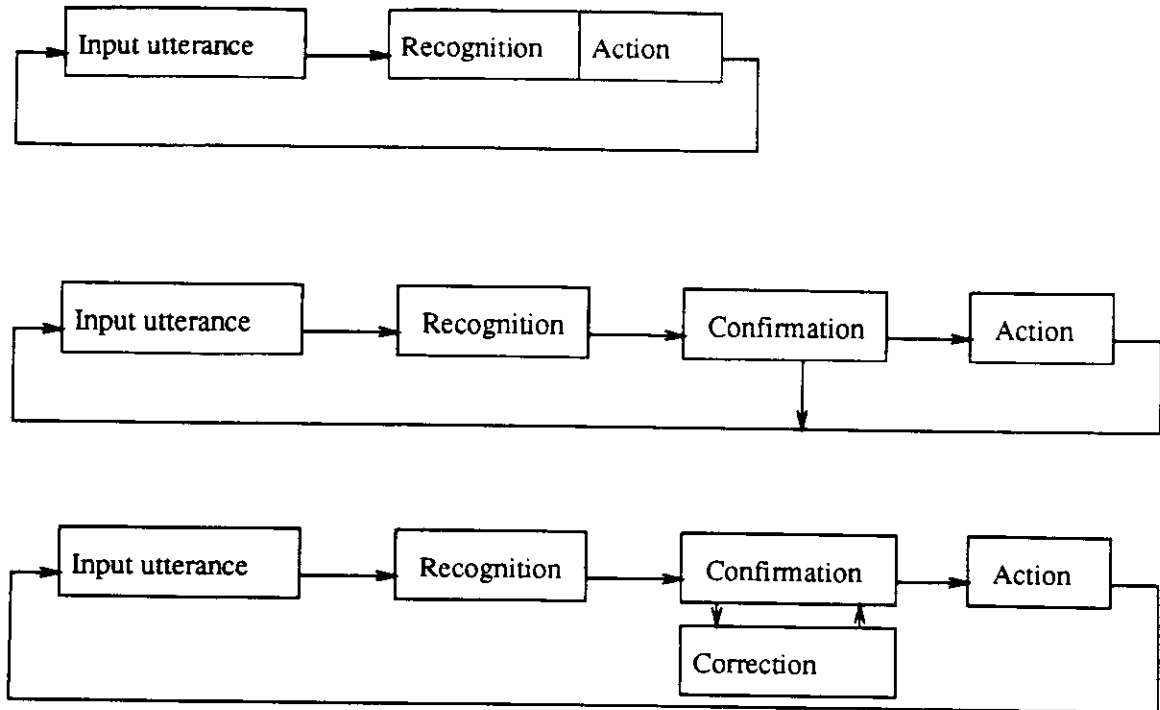 Input utterance
Recognition
Action
Input utterance
Recognition
Confirmation
Action
Input utterance
Recognition
Confirmation
Action
Correction